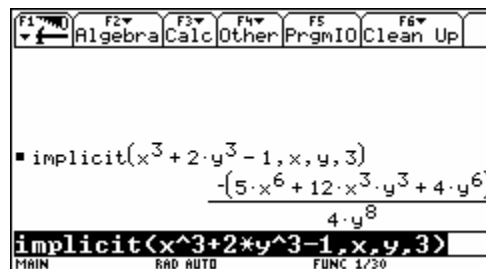 F1 F2 F3 F4 F5 F6
Algebra Calc Other PrgmIO Clean Up
▪ implicit(x³ + 2·y³ - 1, x, y, 3)
-(5·x⁶ + 12·x³·y³ + 4·y⁶)
4·y⁸
implicit(x^3+2*y^3-1,x,y,3)
MAIN RAD AUTO FUNC 1/30